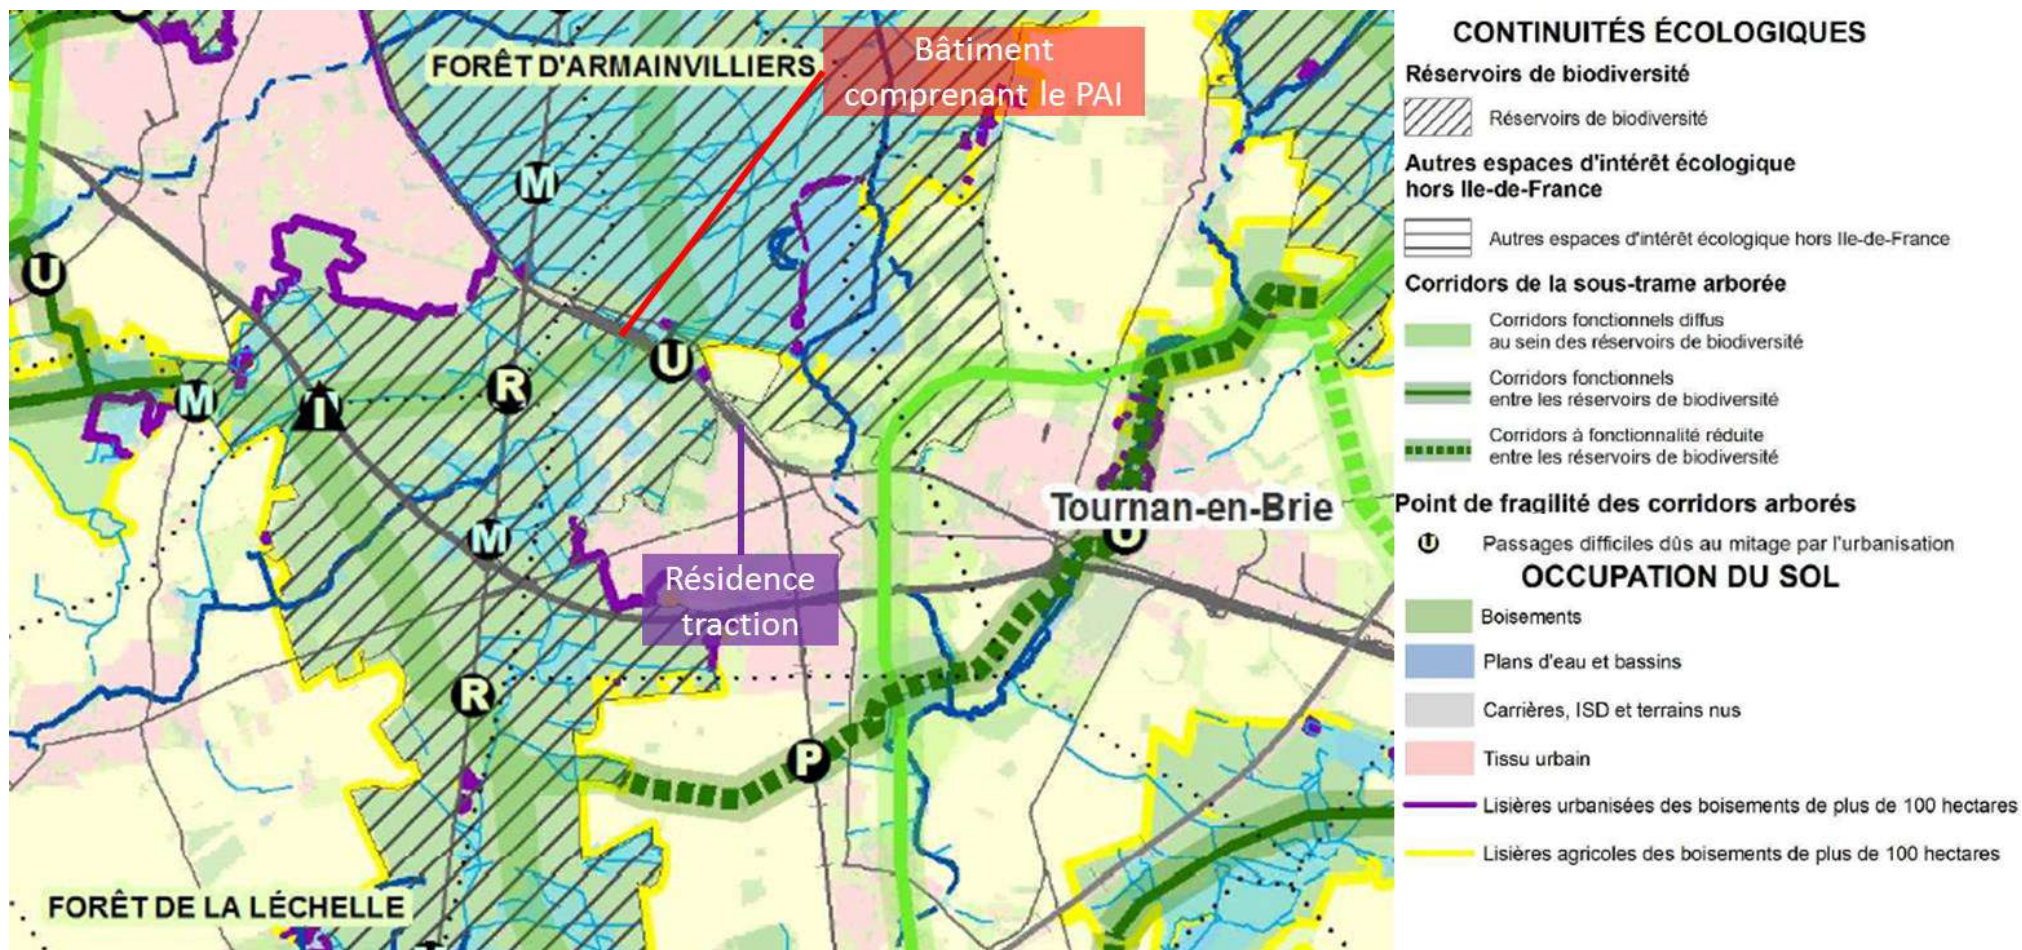 FORÊT D'ARMAINVILLIERS
Bâtiment
comprenant le PAI
M
U
U
R
M
I
M
Tournan-en-Brie
U
Résidence
traction
R
P
FORÊT DE LA LÉCHELLE
CONTINUITÉS ÉCOLOGIQUES
Réservoirs de biodiversité
Réservoirs de biodiversité
Autres espaces d'intérêt écologique
hors Ile-de-France
Autres espaces d'intérêt écologique hors Ile-de-France
Corridors de la sous-trame arborée
Corridors fonctionnels diffus
au sein des réservoirs de biodiversité
Corridors fonctionnels
entre les réservoirs de biodiversité
Corridors à fonctionnalité réduite
entre les réservoirs de biodiversité
Point de fragilité des corridors arborés
U Passages difficiles dûs au mitage par l'urbanisation
OCCUPATION DU SOL
Boisements
Plans d'eau et bassins
Carrières, ISD et terrains nus
Tissu urbain
Lisières urbanisées des boisements de plus de 100 hectares
Lisières agricoles des boisements de plus de 100 hectares